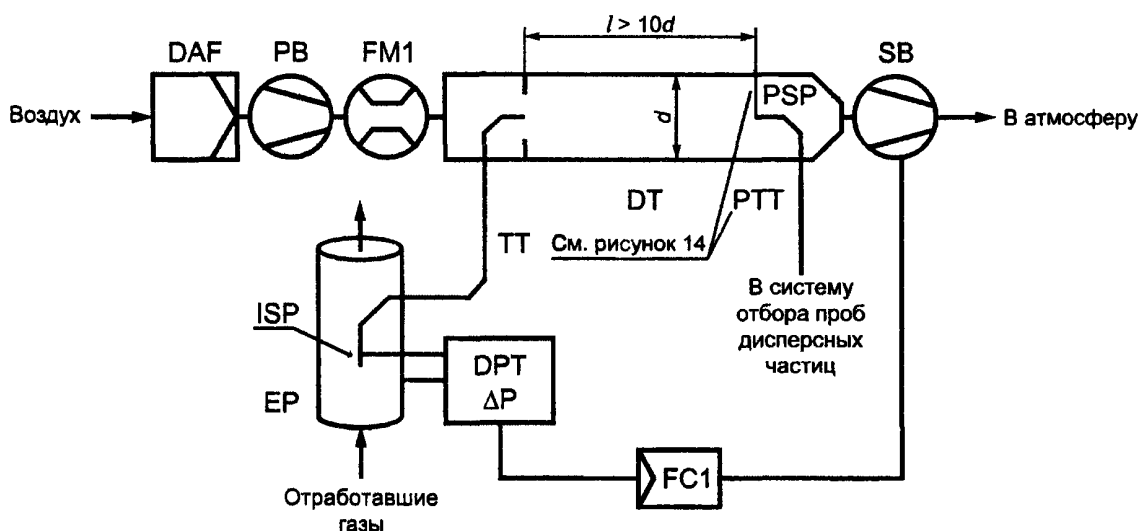 l > 10d
DAF
PB
FM1
SB
Воздух
d
PSP
В атмосферу
DT
PTT
TT
См. рисунок 14
ISP
В систему
отбора проб
дисперсных
частиц
DPT
ΔP
EP
FC1
Отработавшие
газы